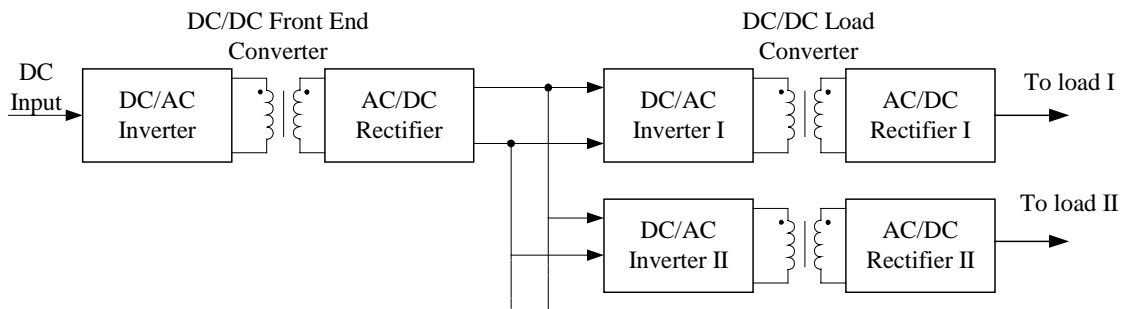 DC/DC Front End
Converter
DC/DC Load
Converter
DC
Input
DC/AC
Inverter
AC/DC
Rectifier
DC/AC
Inverter I
AC/DC
Rectifier I
To load I
DC/AC
Inverter II
AC/DC
Rectifier II
To load II